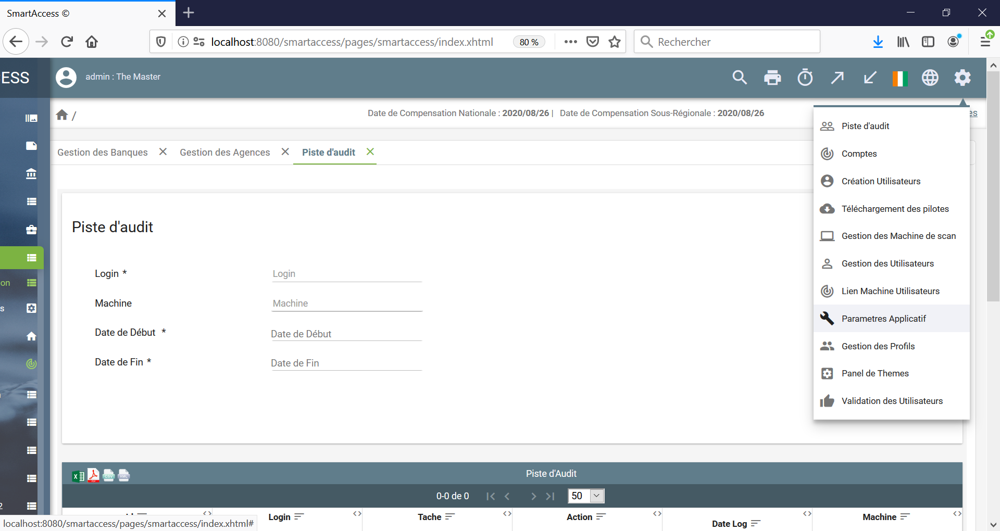 SmartAccess ©
localhost:8080/smartaccess/pages/smartaccess/index.xhtml
80 %
Rechercher
ESS
admin : The Master
/
Date de Compensation Nationale : 2020/08/26 | Date de Compensation Sous-Régionale : 2020/08/26
es
Gestion des Banques
Gestion des Agences
Piste d'audit
Piste d'audit
Comptes
Création Utilisateurs
Téléchargement des pilotes
Gestion des Machine de scan
Gestion des Utilisateurs
Lien Machine Utilisateurs
Parametres Applicatif
Gestion des Profils
Panel de Themes
Validation des Utilisateurs
on
s
2
Piste d'audit
Login * Login
Machine Machine
Date de Début * Date de Début
Date de Fin * Date de Fin
Piste d'Audit
0-0 de 0 50
Login Tache Action Date Log Machine
localhost:8080/smartaccess/pages/smartaccess/index.xhtml#